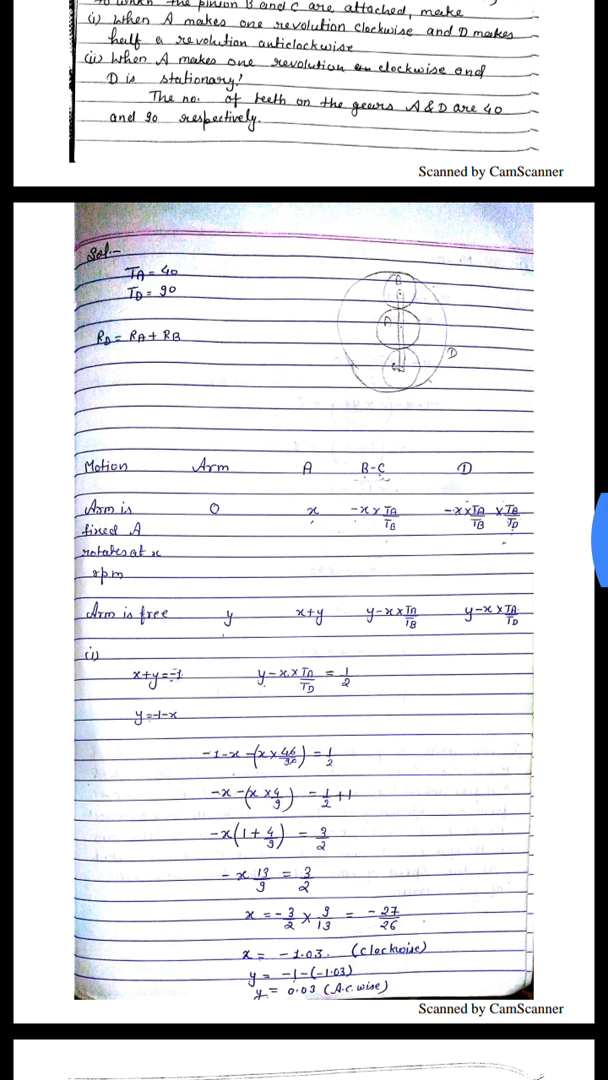 to which the pinion B and C are attached, make
(i) When A makes one revolution clockwise and D makes
half a revolution anticlockwise
(ii) When A makes one revolution clockwise and
D is stationary?
The no. of teeth on the gears A & D are 40
and 90 respectively.
Scanned by CamScanner
Sol:-
TA = 40
TD = 90
RD = RA + RB
B
A
C
D
Motion Arm A B-C D
Arm is 0 x -x × TA/TB -x × TA/TB × TB/TD
fixed A
rotates at x
rpm
Arm is free y x+y y-x × TA/TB y-x × TA/TD
(i)
x+y=-1 y-x × TA/TD = 1/2
y=-1-x
-1-x-(x × 40/90) = 1/2
-x-(x × 4/9) = 1/2 + 1
-x(1 + 4/9) = 3/2
-x 13/9 = 3/2
x = -3/2 × 9/13 = -27/26
x = -1.03. (Clockwise)
y = -1-(-1.03)
y = 0.03 (A.C. wise)
Scanned by CamScanner